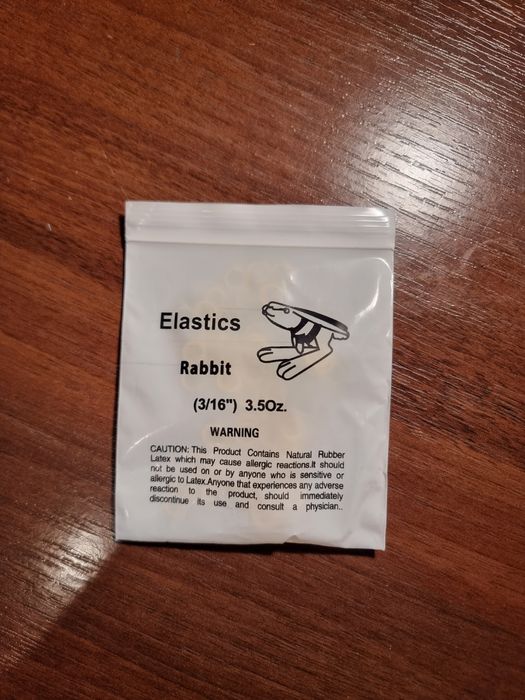 Elastics
Rabbit
(3/16") 3.5Oz.
WARNING
CAUTION: This Product Contains Natural Rubber
Latex which may cause allergic reactions.It should
not be used on or by anyone who is sensitive or
allergic to Latex.Anyone that experiences any adverse
reaction to the product, should immediately
discontinue its use and consult a physician..